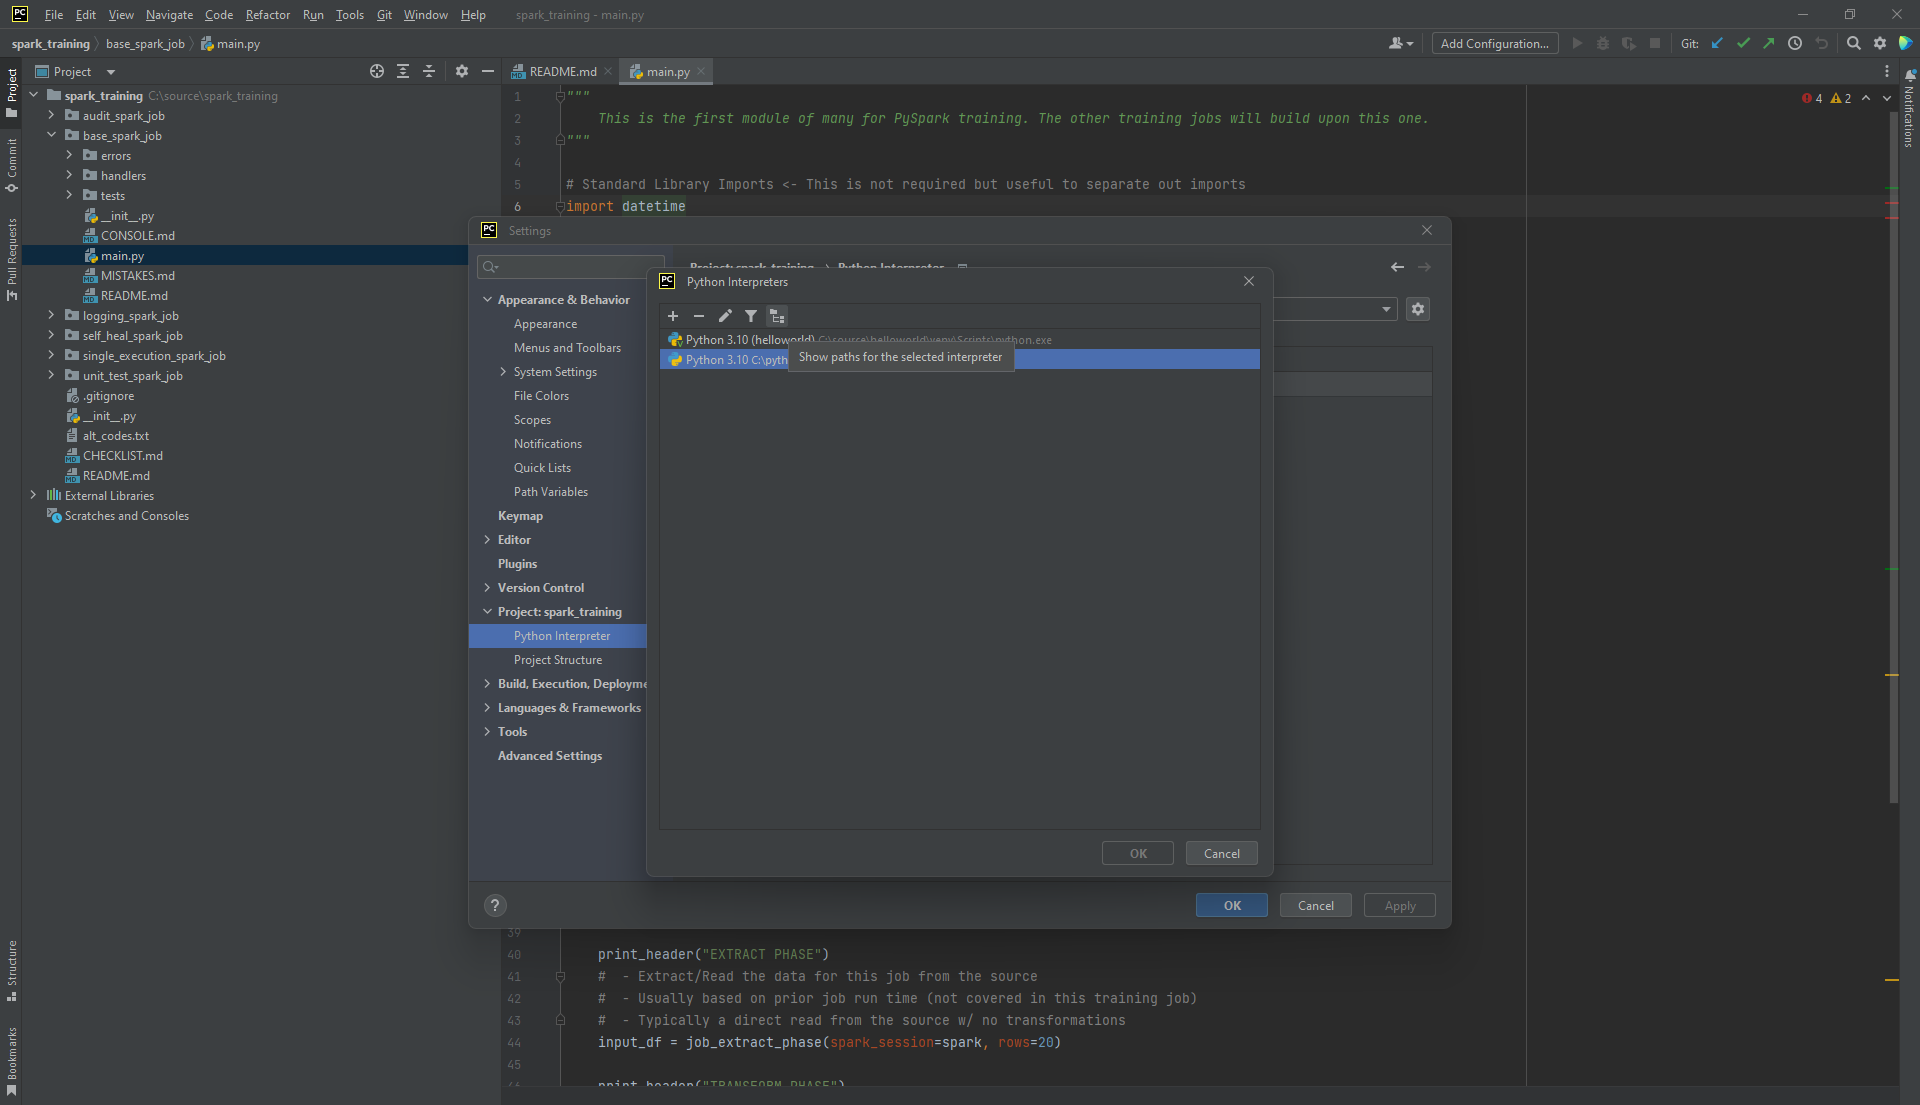 PC File Edit View Navigate Code Refactor Run Tools Git Window Help spark_training - main.py
spark_training base_spark_job main.py Add Configuration... Git:
Project README.md main.py
Project
Commit
Pull Requests
Structure
Bookmarks
Notifications
spark_training C:\source\spark_training
audit_spark_job
base_spark_job
errors
handlers
tests
__init__.py
CONSOLE.md
main.py
MISTAKES.md
README.md
logging_spark_job
self_heal_spark_job
single_execution_spark_job
unit_test_spark_job
.gitignore
__init__.py
alt_codes.txt
CHECKLIST.md
README.md
External Libraries
Scratches and Consoles
4 2
1 """
2 This is the first module of many for PySpark training. The other training jobs will build upon this one.
3 """
4
5 # Standard Library Imports <- This is not required but useful to separate out imports
6 import datetime
PC Settings
Project: spark_training › Python Interpreter
Appearance & Behavior
Appearance
Menus and Toolbars
System Settings
File Colors
Scopes
Notifications
Quick Lists
Path Variables
Keymap
Editor
Plugins
Version Control
Project: spark_training
Python Interpreter
Project Structure
Build, Execution, Deployme
Languages & Frameworks
Tools
Advanced Settings
PC Python Interpreters
Python 3.10 (helloworld) C:\source\helloworld\venv\Scripts\python.exe
Python 3.10 C:\pyth
Show paths for the selected interpreter
OK Cancel
? OK Cancel Apply
39
40 print_header("EXTRACT PHASE")
41 # - Extract/Read the data for this job from the source
42 # - Usually based on prior job run time (not covered in this training job)
43 # - Typically a direct read from the source w/ no transformations
44 input_df = job_extract_phase(spark_session=spark, rows=20)
45
46 print_header("TRANSFORM PHASE")